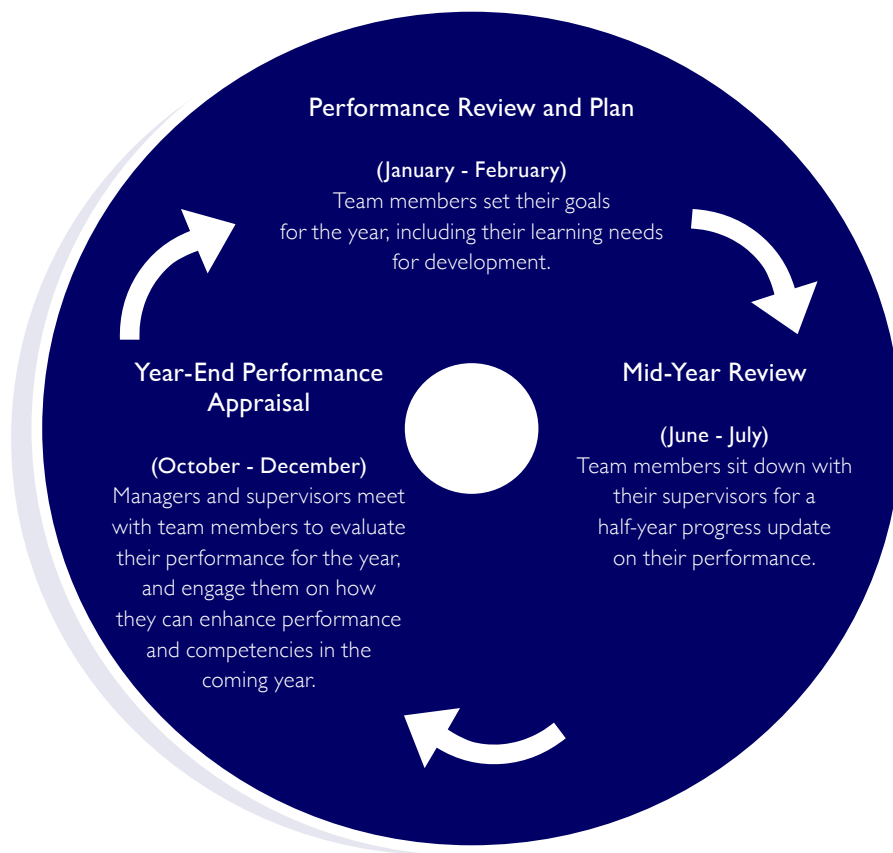 Performance Review and Plan
(January - February)
Team members set their goals
for the year, including their learning needs
for development.
Mid-Year Review
(June - July)
Team members sit down with
their supervisors for a
half-year progress update
on their performance.
Year-End Performance
Appraisal
(October - December)
Managers and supervisors meet
with team members to evaluate
their performance for the year,
and engage them on how
they can enhance performance
and competencies in the
coming year.